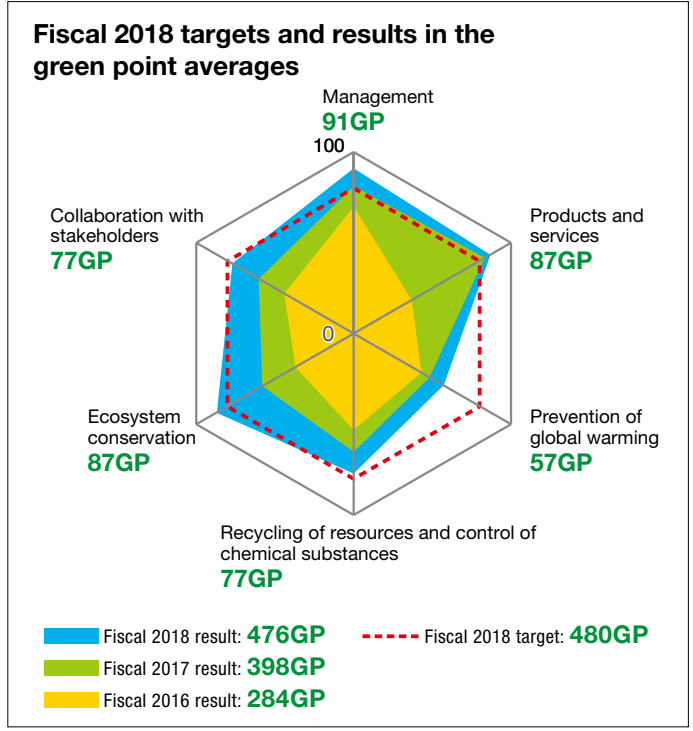 Fiscal 2018 targets and results in the
green point averages
Management
91GP
100
Collaboration with
stakeholders
77GP
Products and
services
87GP
0
Ecosystem
conservation
87GP
Prevention of
global warming
57GP
Recycling of resources and control of
chemical substances
77GP
Fiscal 2018 result: 476GP
Fiscal 2018 target: 480GP
Fiscal 2017 result: 398GP
Fiscal 2016 result: 284GP